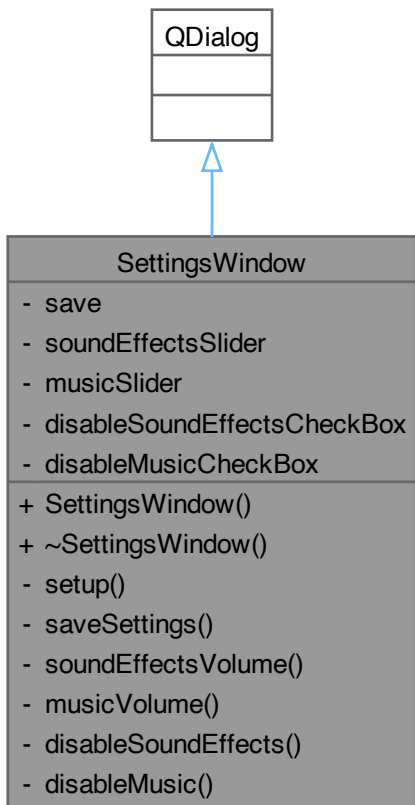 QDialog
SettingsWindow
- save
- soundEffectsSlider
- musicSlider
- disableSoundEffectsCheckBox
- disableMusicCheckBox
+ SettingsWindow()
+ ~SettingsWindow()
- setup()
- saveSettings()
- soundEffectsVolume()
- musicVolume()
- disableSoundEffects()
- disableMusic()